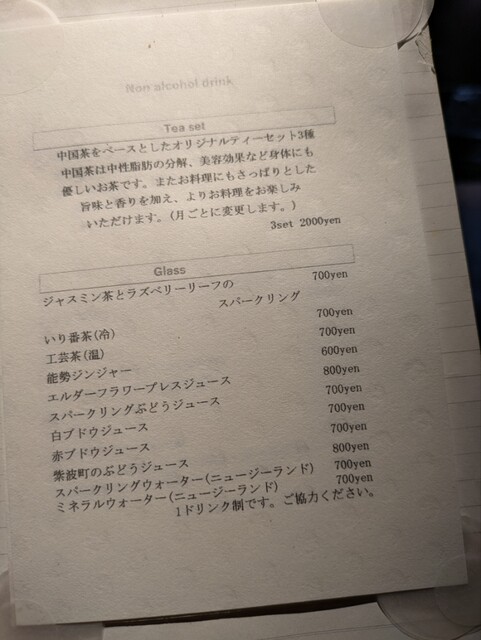 Non alcohol drink
Tea set
中国茶をベースとしたオリジナルティーセット3種
中国茶は中性脂肪の分解、美容効果など身体にも
優しいお茶です。またお料理にもさっぱりとした
旨味と香りを加え、よりお料理をお楽しみ
いただけます。(月ごとに変更します。)
3set 2000yen
Glass
ジャスミン茶とラズベリーリーフの 700yen
スパークリング
いり番茶(冷) 700yen
工芸茶(温) 700yen
能勢ジンジャー 600yen
エルダーフラワープレスジュース 800yen
スパークリングぶどうジュース 700yen
白ブドウジュース 700yen
赤ブドウジュース 700yen
紫波町のぶどうジュース 800yen
スパークリングウォーター(ニュージーランド) 700yen
ミネラルウォーター(ニュージーランド) 700yen
1ドリンク制です。ご協力ください。